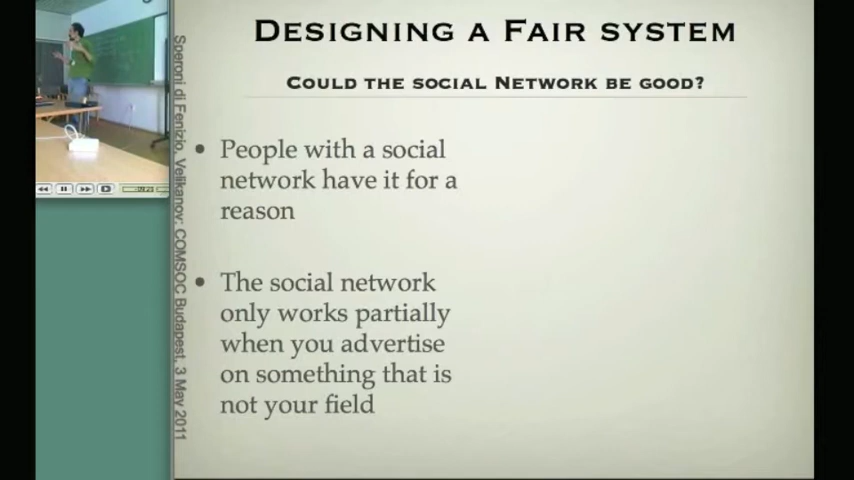 Designing a Fair system
Could the social Network be good?
• People with a social
network have it for a
reason
• The social network
only works partially
when you advertise
on something that is
not your field
Speroni di Fenizio, Velikanov: COMSOC Budapest, 3 May 2011